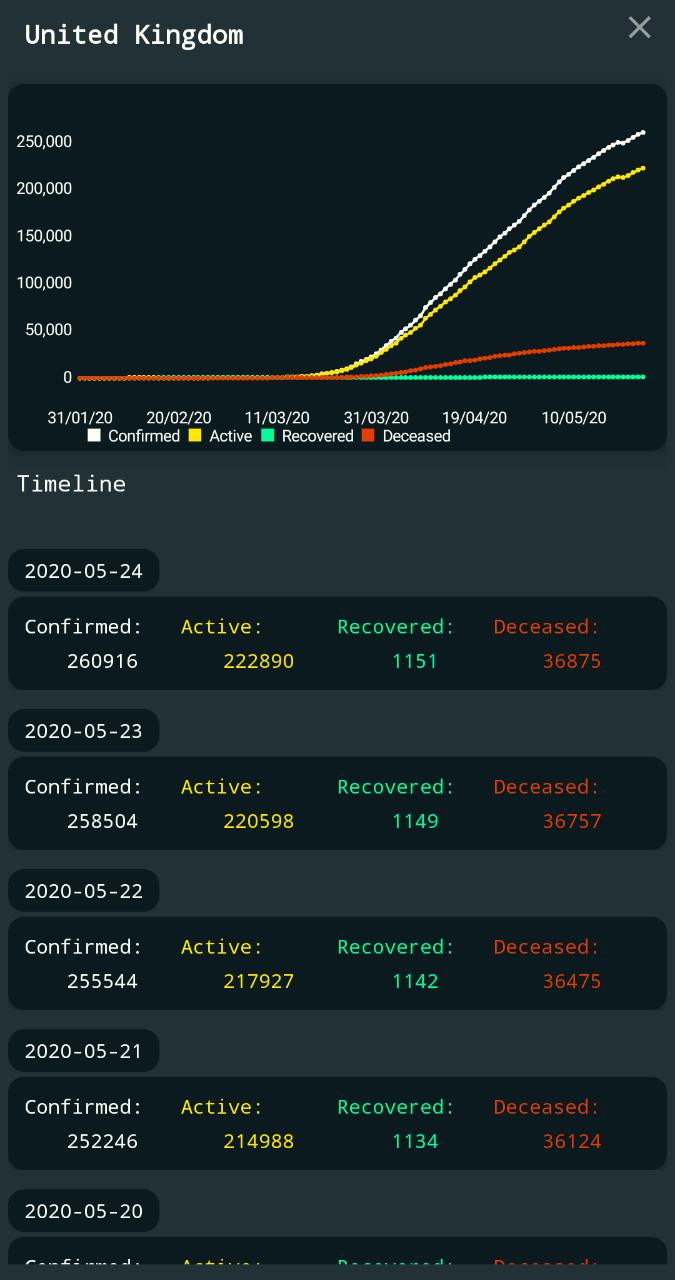 United Kingdom
250,000
200,000
150,000
100,000
50,000
0
31/01/20 20/02/20 11/03/20 31/03/20 19/04/20 10/05/20
Confirmed Active Recovered Deceased
Timeline
2020-05-24
Confirmed: Active: Recovered: Deceased:
260916 222890 1151 36875
2020-05-23
Confirmed: Active: Recovered: Deceased:
258504 220598 1149 36757
2020-05-22
Confirmed: Active: Recovered: Deceased:
255544 217927 1142 36475
2020-05-21
Confirmed: Active: Recovered: Deceased:
252246 214988 1134 36124
2020-05-20
Confirmed: Active: Recovered: Deceased: